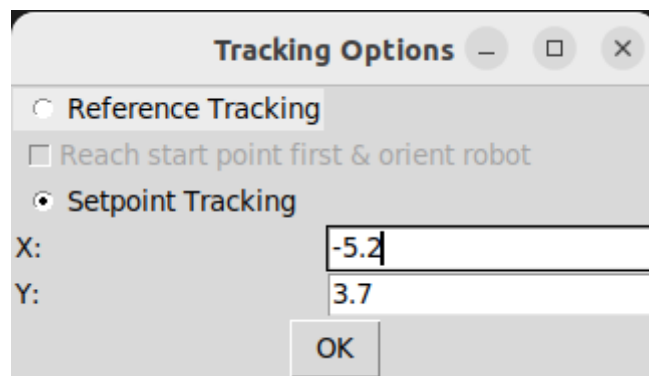 Tracking Options
Reference Tracking
Reach start point first & orient robot
Setpoint Tracking
X: -5.2
Y: 3.7
OK